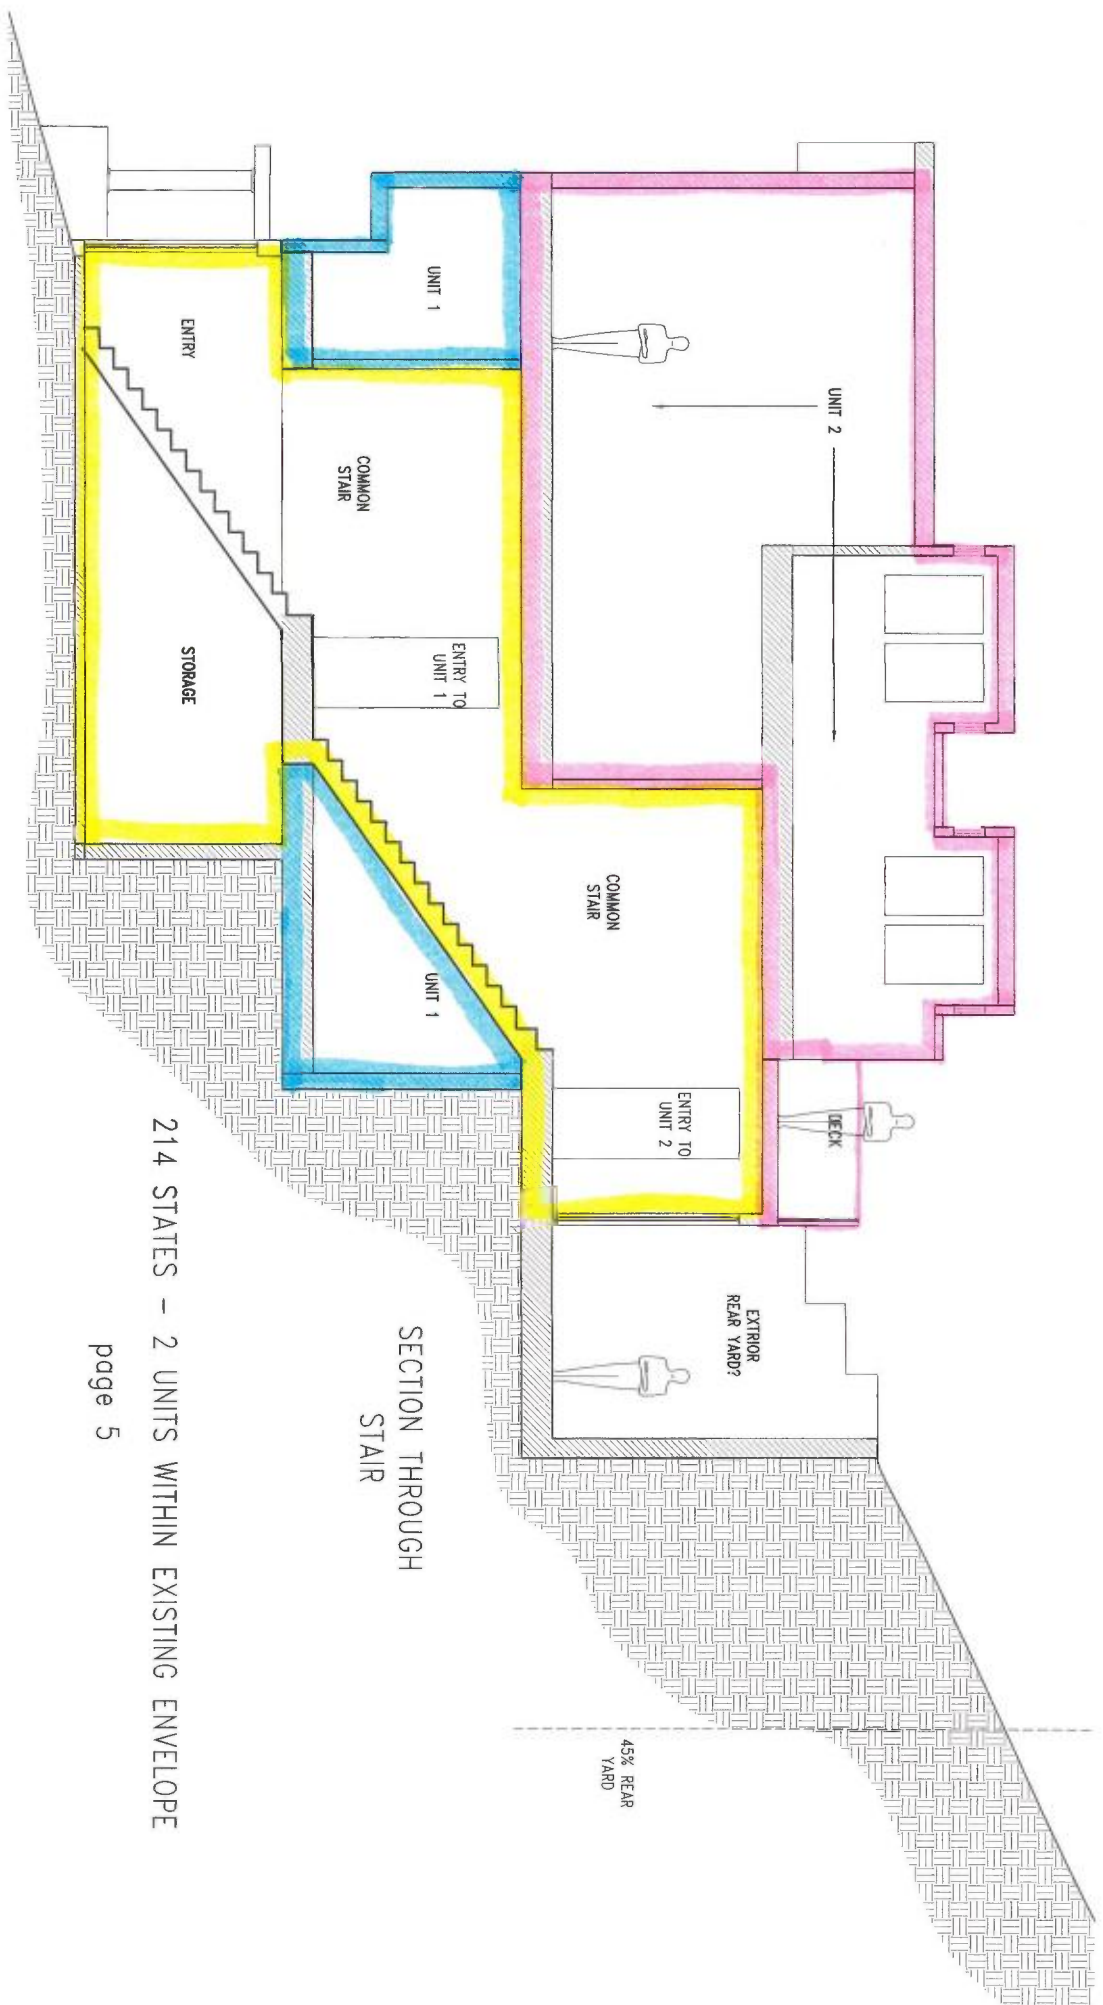 UNIT 2
DECK
UNIT 1
COMMON
STAIR
ENTRY TO
UNIT 1
COMMON
STAIR
ENTRY TO
UNIT 2
EXTRIOR
REAR YARD?
45% REAR
YARD
ENTRY
STORAGE
UNIT 1
SECTION THROUGH
STAIR
214 STATES - 2 UNITS WITHIN EXISTING ENVELOPE
page 5